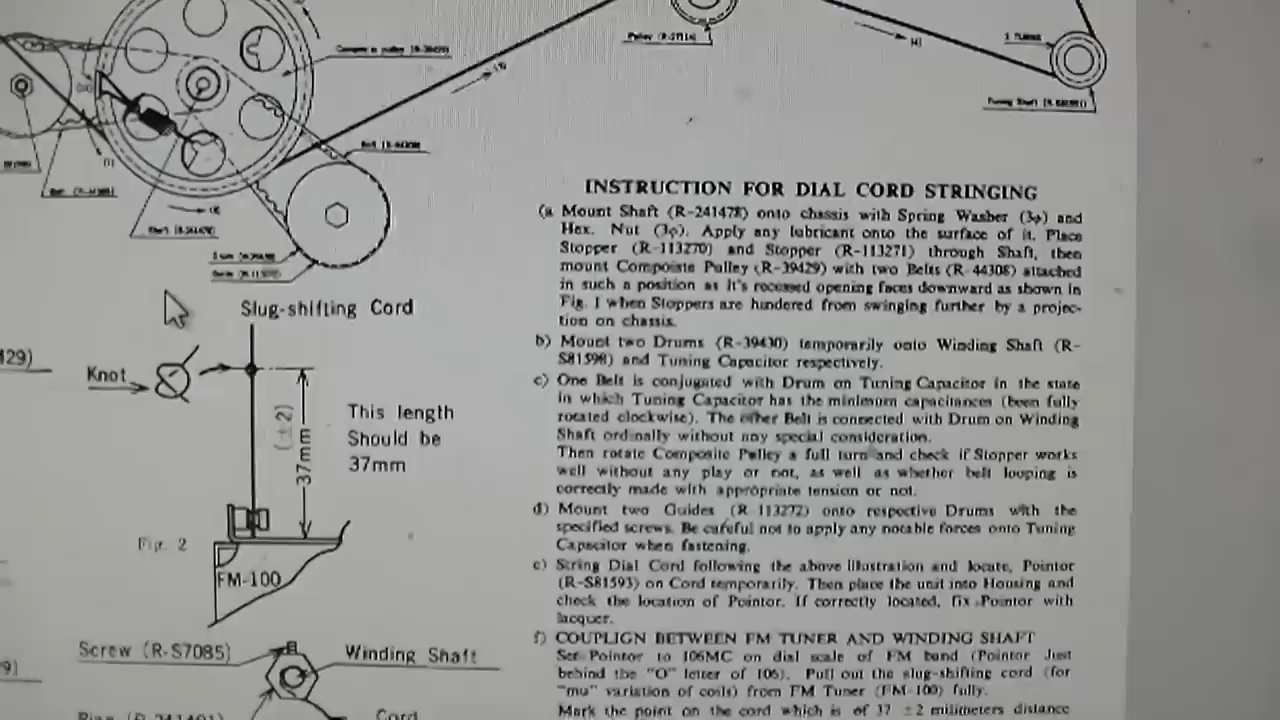 Pulley (R-27114)
2 TURNS
Composite pulley (R-39429)
INSTRUCTION FOR DIAL CORD STRINGING
(a Mount Shaft (R-241478) onto chassis with Spring Washer (3φ) and
Hex. Nut (3φ). Apply any lubricant onto the surface of it. Place
Stopper (R-113270) and Stopper (R-113271) through Shaft, then
mount Composite Pulley (R-39429) with two Belts (R-44308) attached
in such a position as it's recessed opening faces downward as shown in
Fig. 1 when Stoppers are hundered from swinging further by a projec-
tion on chassis.
b) Mount two Drums (R-39430) temporarily onto Winding Shaft (R-
S81598) and Tuning Capacitor respectively.
c) One Belt is conjugated with Drum on Tuning Capacitor in the state
in which Tuning Capacitor has the minimum capacitances (been fully
rotated clockwise). The other Belt is connected with Drum on Winding
Shaft ordinally without any special consideration.
Then rotate Composite Pulley a full turn and check if Stopper works
well without any play or not, as well as whether belt looping is
correctly made with appropriate tension or not.
d) Mount two Guides (R-113272) onto respective Drums with the
specified screws. Be careful not to apply any notable forces onto Tuning
Capacitor when fastening.
e) String Dial Cord following the above illustration and locate, Pointor
(R-S81593) on Cord temporarily. Then place the unit into Housing and
check the location of Pointor. If correctly located, fix Pointor with
lacquer.
f) COUPLIGN BETWEEN FM TUNER AND WINDING SHAFT
Set Pointor to 106MC on dial scale of FM band (Pointor Just
behind the "O" letter of 106). Pull out the slug-shifting cord (for
"mu" variation of coils) from FM Tuner (FM-100) fully.
Mark the point on the cord which is of 37 ±2 milimeters distance
Slug-shifting Cord
429)
Knot
(±2)
37mm
This length
Should be
37mm
Fig. 2
FM-100
Screw (R-S7085)
Winding Shaft
9)
Ring (R-241401)
Cord